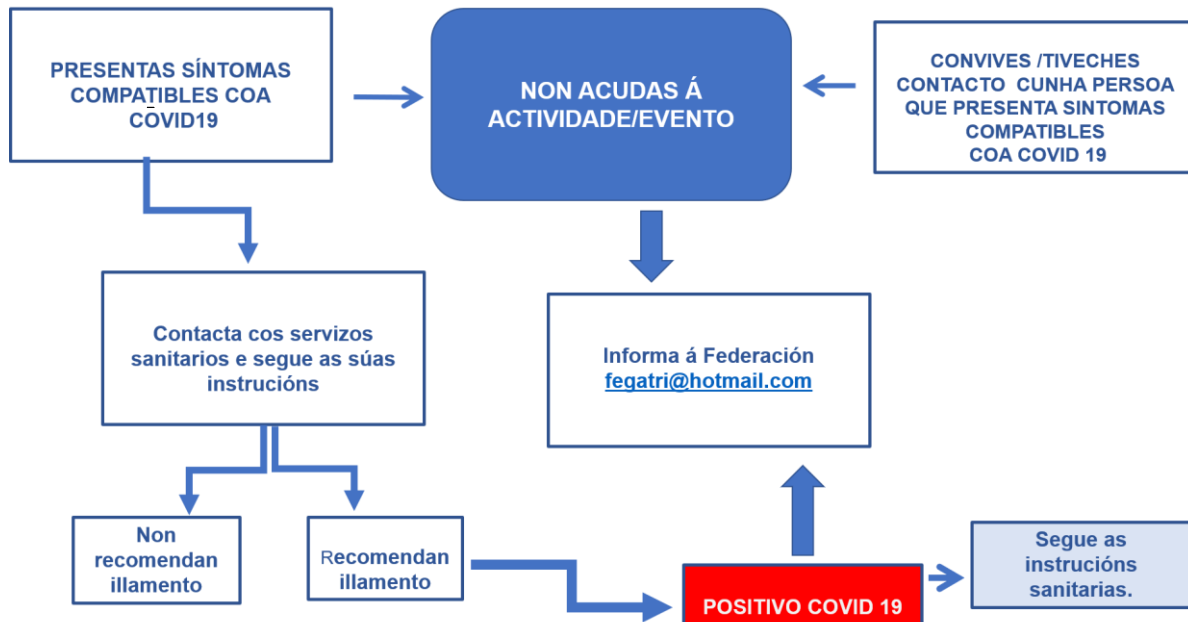 PRESENTAS SÍNTOMAS
COMPATIBLES COA
COVID19
NON ACUDAS Á
ACTIVIDADE/EVENTO
CONVIVES /TIVECHES
CONTACTO CUNHA PERSOA
QUE PRESENTA SINTOMAS
COMPATIBLES
COA COVID 19
Contacta cos servizos
sanitarios e segue as súas
instrucións
Informa á Federación
fegatri@hotmail.com
Non
recomendan
illamento
Recomendan
illamento
POSITIVO COVID 19
Segue as
instrucións
sanitarias.